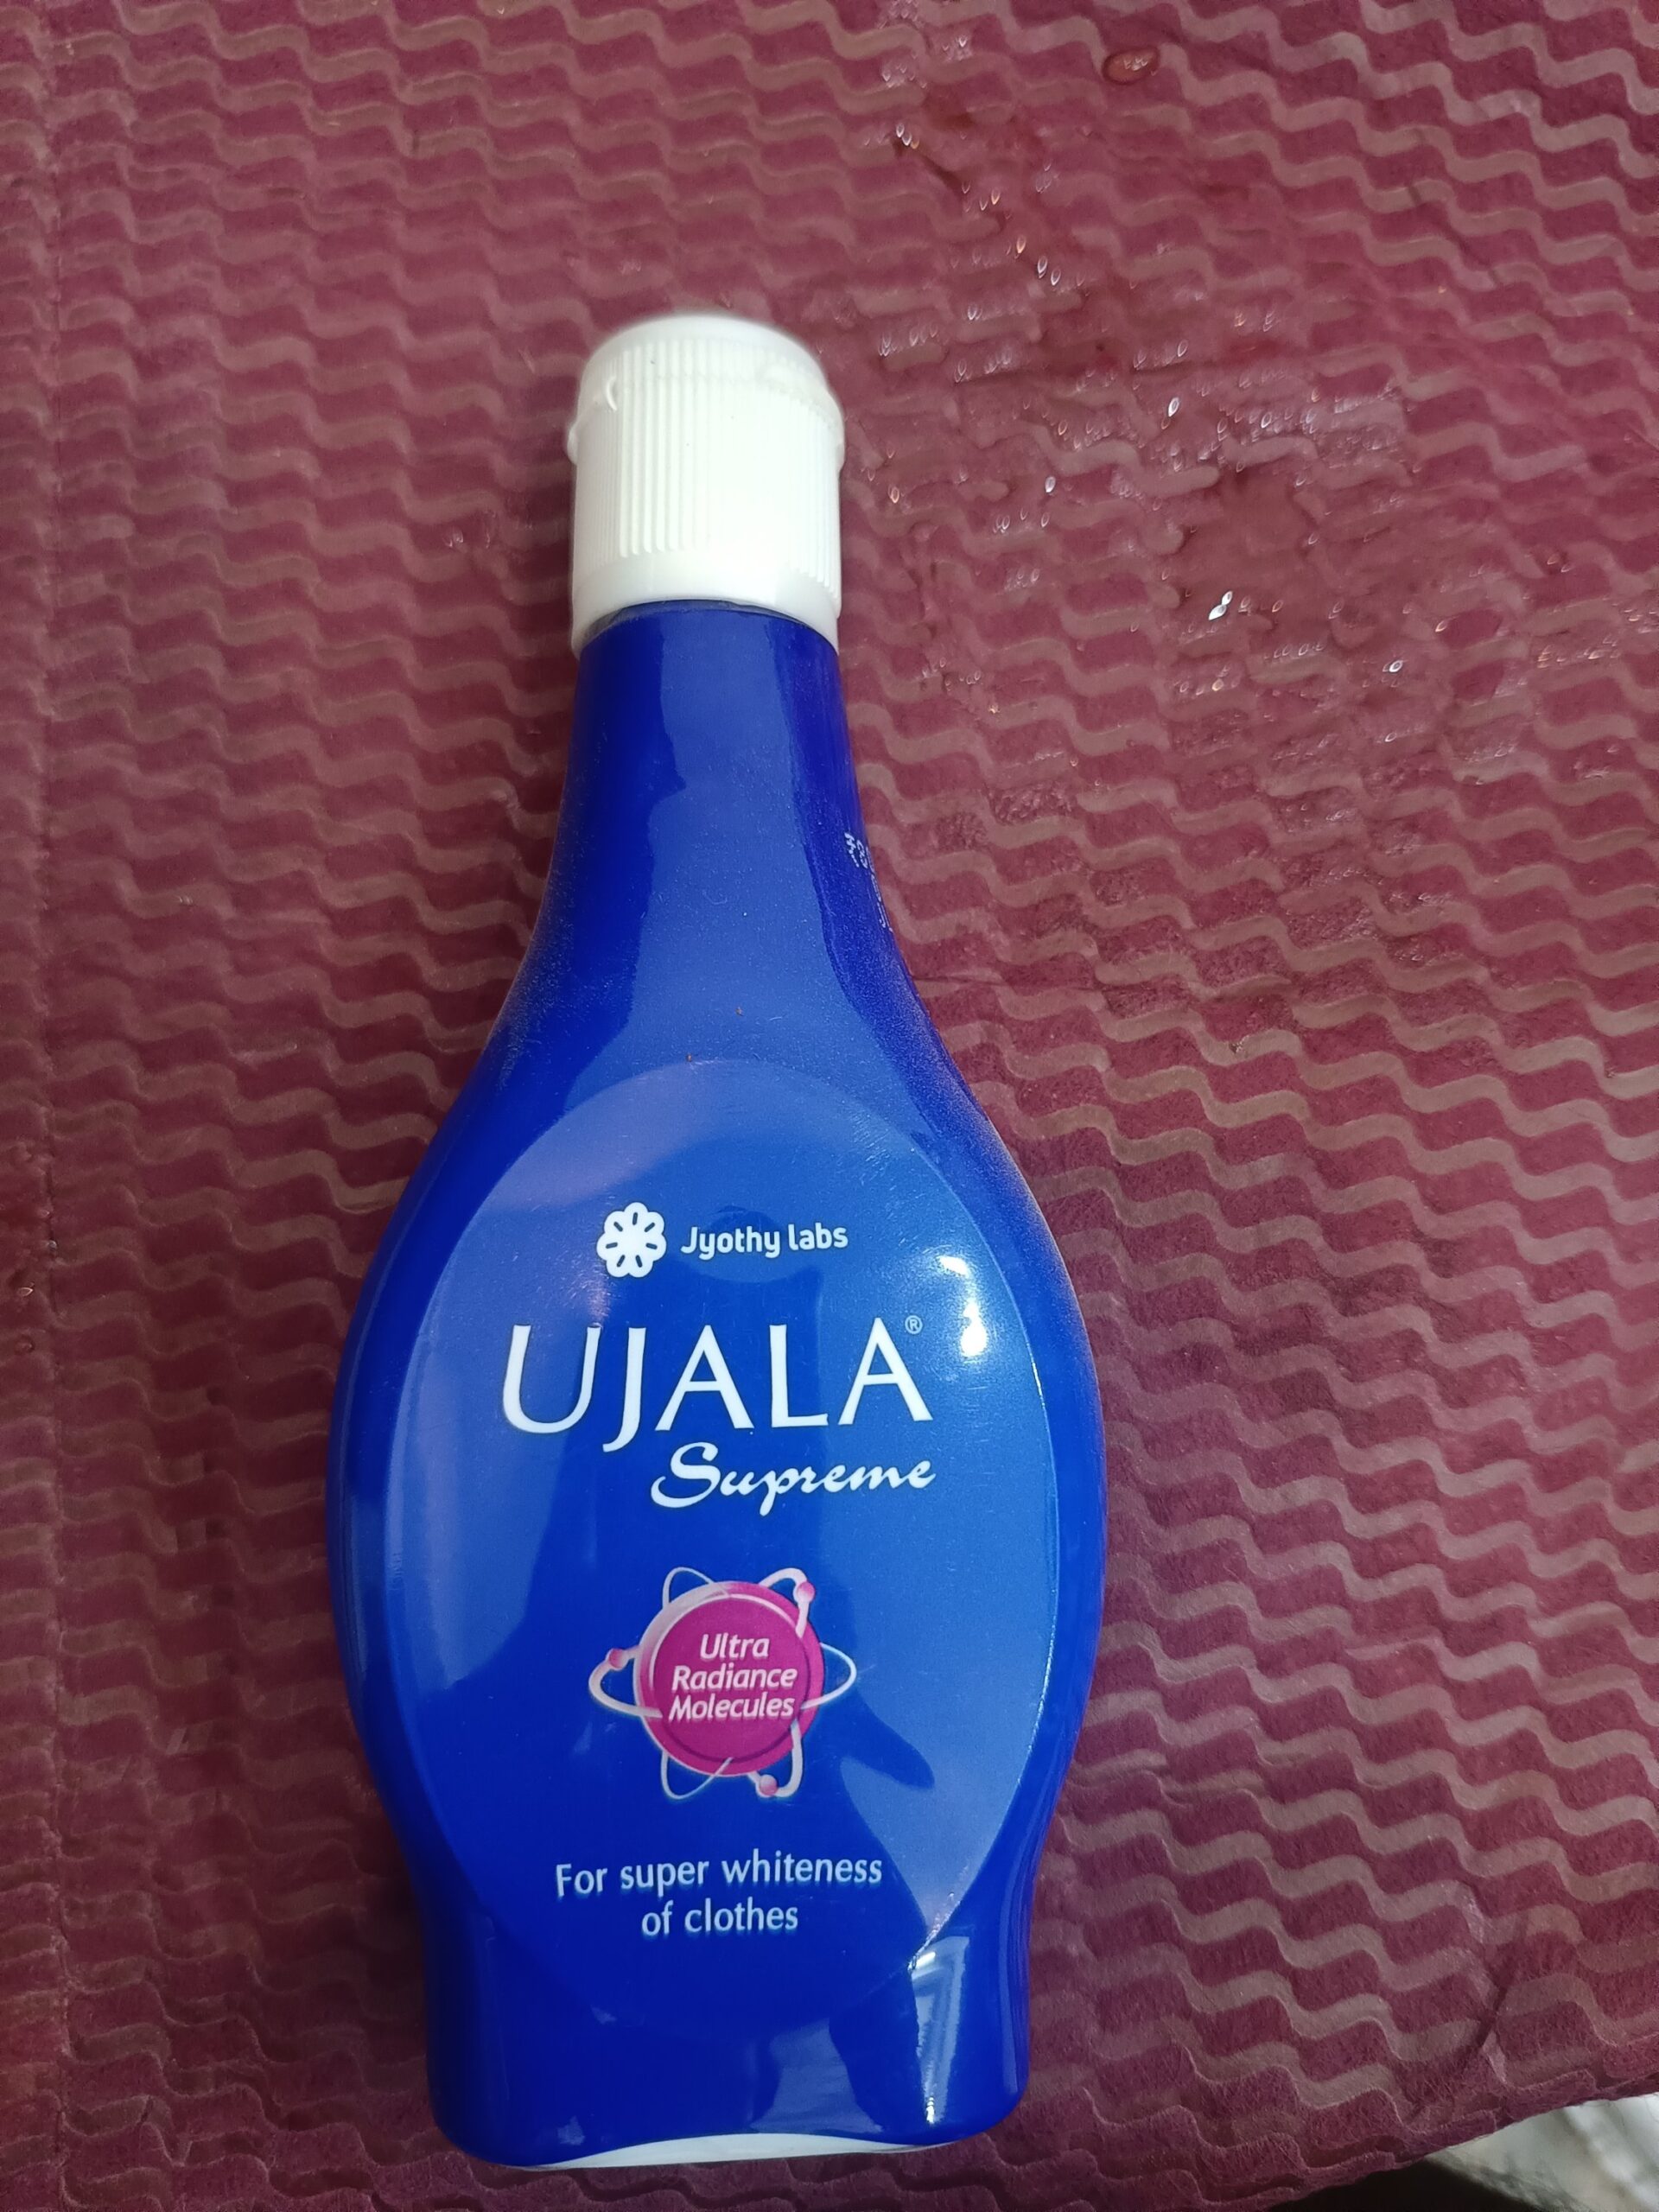 Jyothy labs
UJALA®
Supreme
Ultra
Radiance
Molecules
For super whiteness
of clothes